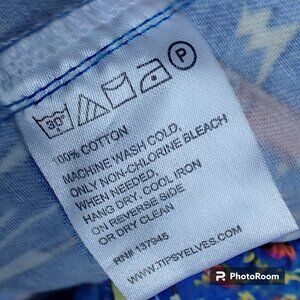 30°
P
100% COTTON
MACHINE WASH COLD.
ONLY NON-CHLORINE BLEACH
WHEN NEEDED.
HANG DRY. COOL IRON
ON REVERSE SIDE
OR DRY CLEAN
RN# 137945
WWW.TIPSYELVES.COM
PhotoRoom